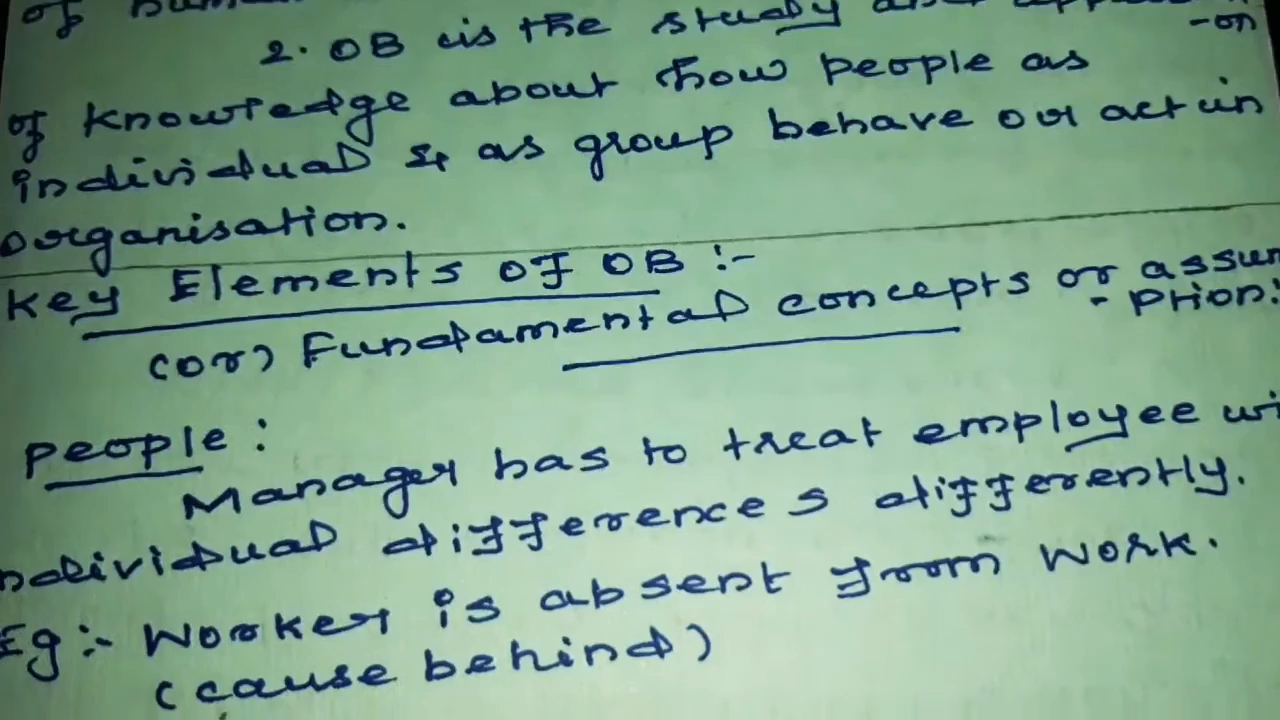 of
2. OB is the study
-on
of knowledge about how people as
individual & as group behave or act in
organisation.
Key Elements of OB :-
(or) Fundamental concepts or assum
- ption:
people :
Manager has to treat employee wi
ndividual differences differently.
Eg :- Worker is absent from work.
(cause behind)